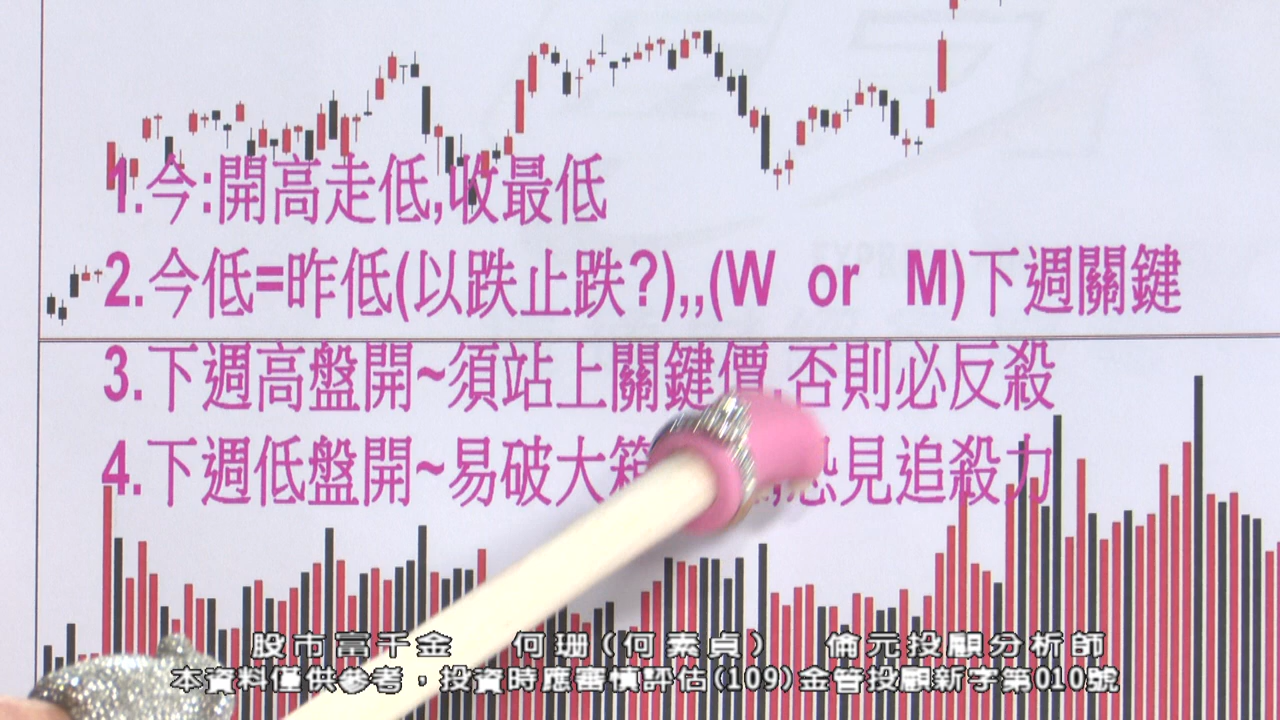 1.今:開高走低,收最低
EXPRE
2.今低=昨低(以跌止跌?),,(W or M)下週關鍵
3.下週高盤開~須站上關鍵價,否則必反殺
4.下週低盤開~易破大箱,恐見追殺力
股市富千金 何珊(何素貞) 倫元投顧分析師
本資料僅供參考，投資時應審慎評估(109)金管投顧新字第010號